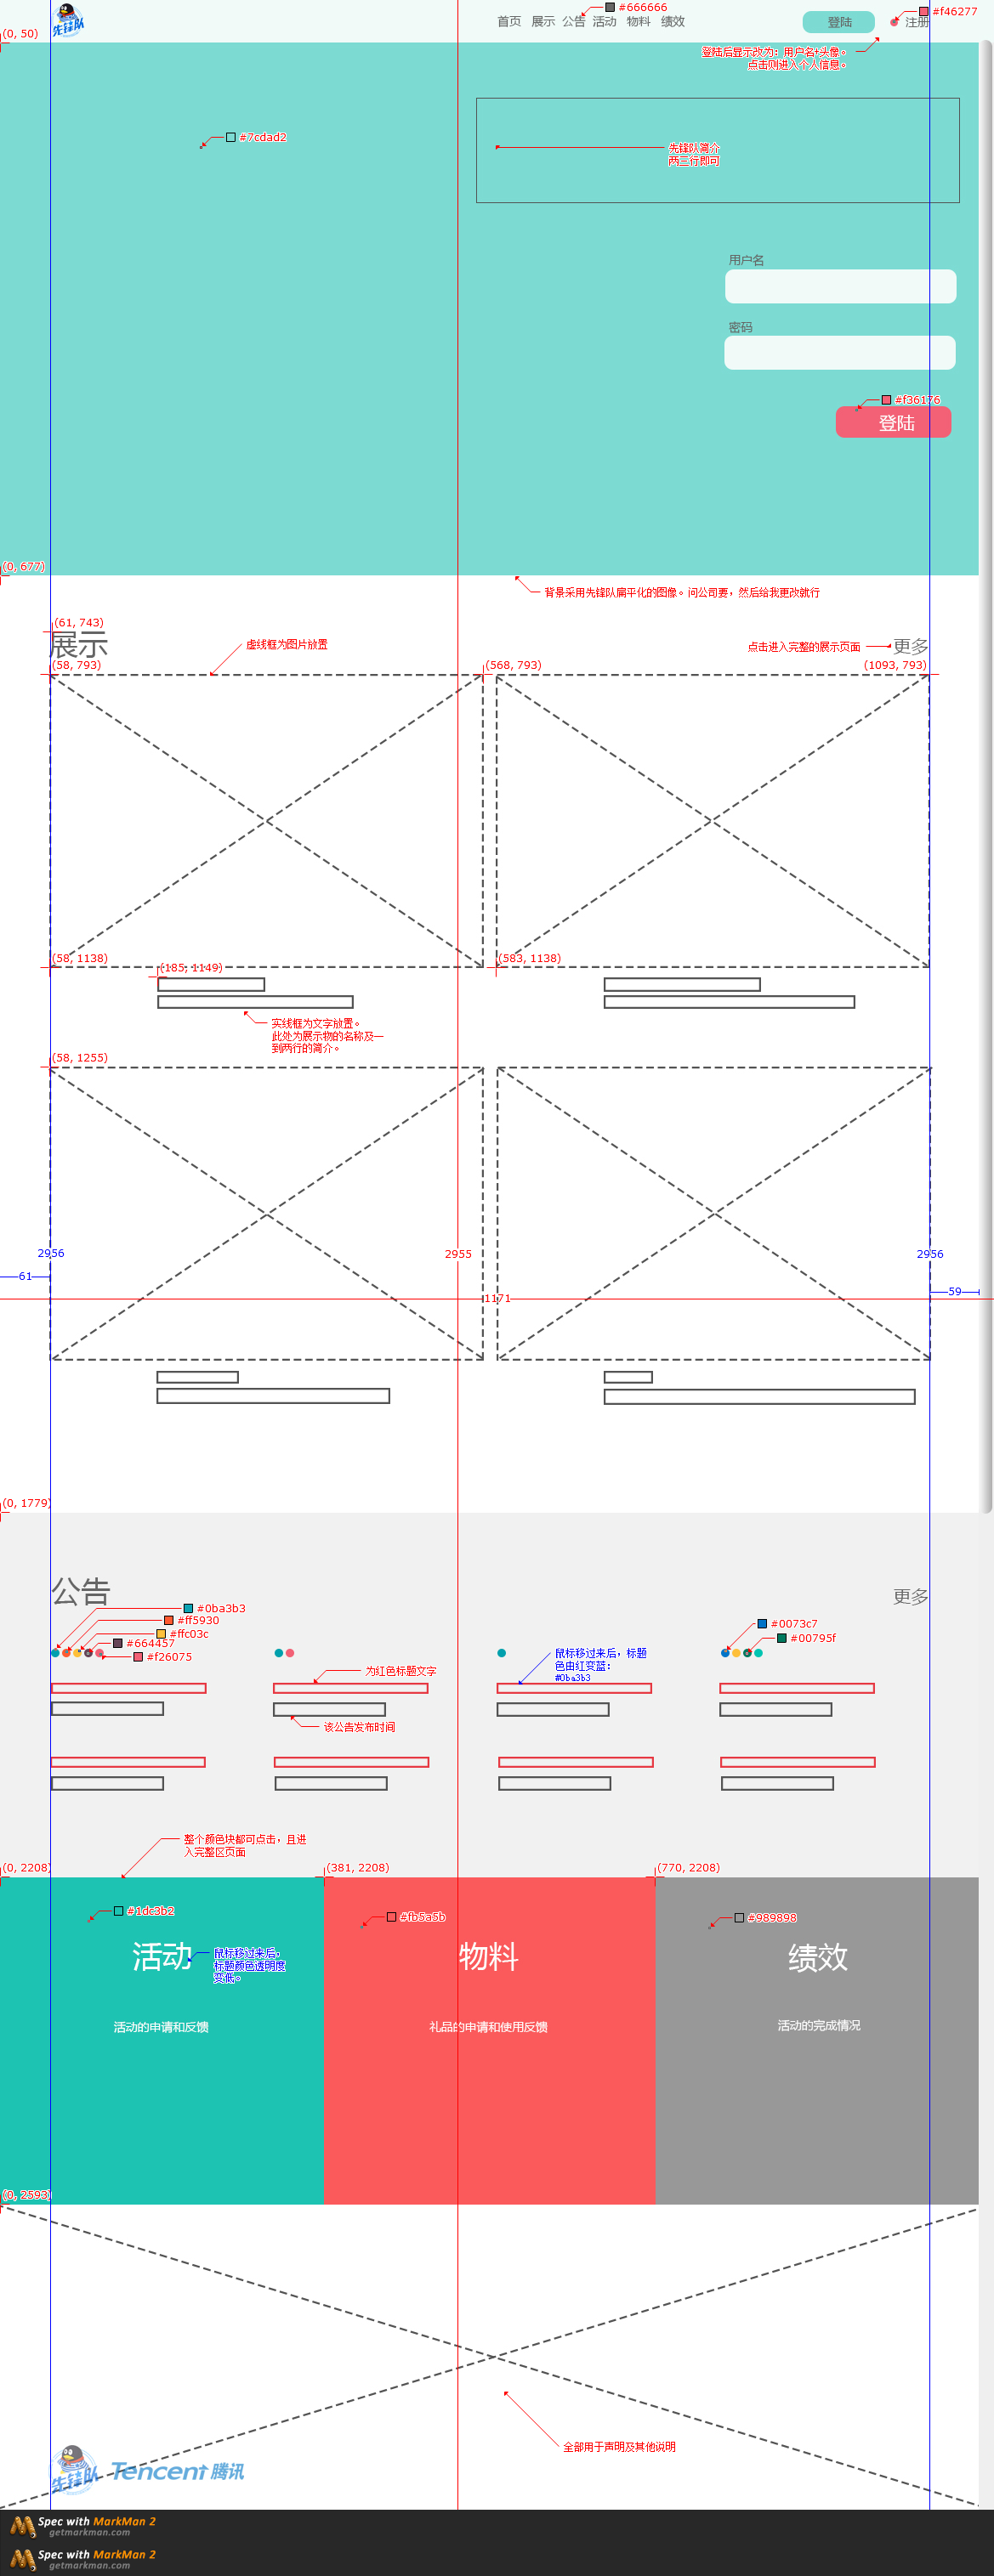 先锋队
首页 展示 公告 活动 物料 绩效
#666666
登陆
注册
#f46277
(0, 50)
登陆后显示改为：用户名+头像。
点击则进入个人信息。
#7cdad2
先锋队简介
两三行即可
用户名
密码
#f36176
登陆
(0, 677)
背景采用先锋队扁平化的图像。问公司要，然后给我更改就行
(61, 743)
展示
虚线框为图片放置
点击进入完整的展示页面
更多
(58, 793)
(568, 793)
(1093, 793)
(58, 1138)
(185, 1149)
(583, 1138)
实线框为文字放置。
此处为展示物的名称及一
到两行的简介。
(58, 1255)
2956
2955
2956
61
59
1171
(0, 1779)
公告
更多
#0ba3b3
#ff5930
#ffc03c
#664457
#f26075
#0073c7
#00795f
鼠标移过来后，标题
色由红变蓝：
#0ba3b3
为红色标题文字
该公告发布时间
整个颜色块都可点击，且进
入完整区页面
(0, 2208)
(381, 2208)
(770, 2208)
#1dc3b2
#fb5a5b
#989898
活动
鼠标移过来后，
标题颜色透明度
变低。
物料
绩效
活动的申请和反馈
礼品的申请和使用反馈
活动的完成情况
(0, 2593)
全部用于声明及其他说明
先锋队
Tencent 腾讯
Spec with MarkMan 2
getmarkman.com
Spec with MarkMan 2
getmarkman.com